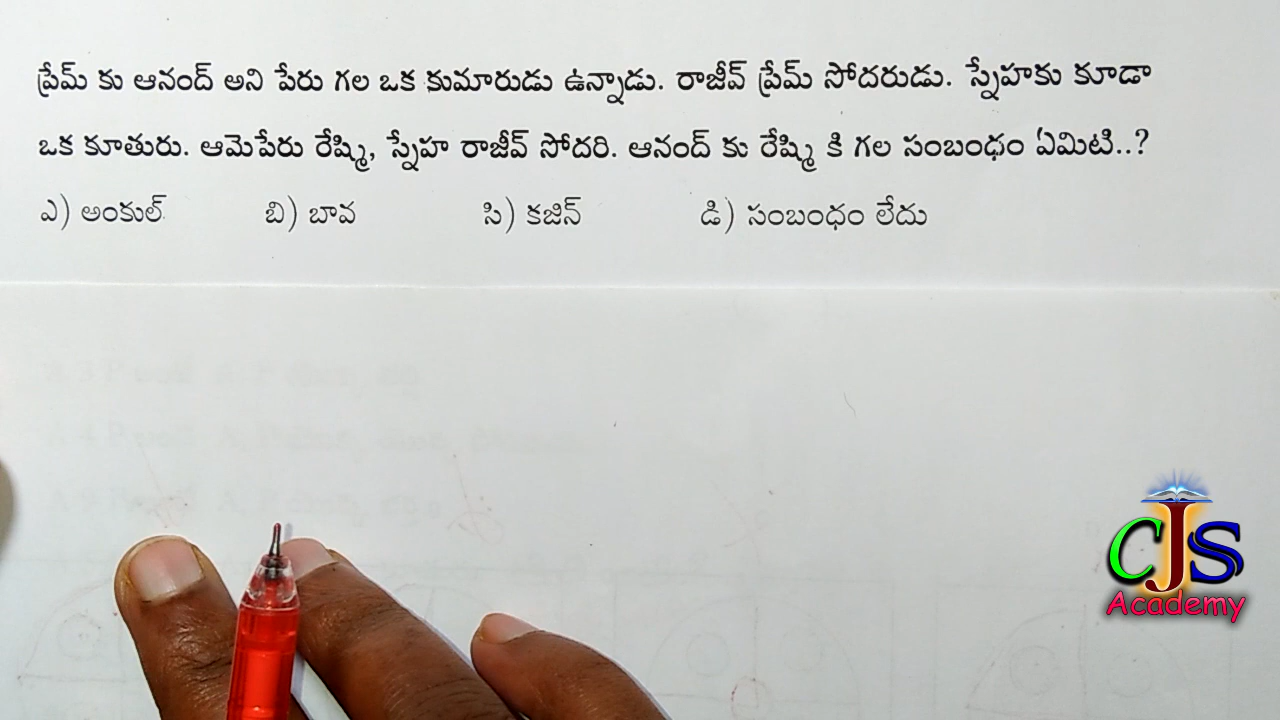 ప్రేమ్ కు ఆనంద్ అని పేరు గల ఒక కుమారుడు ఉన్నాడు. రాజీవ్ ప్రేమ్ సోదరుడు. స్నేహకు కూడా
ఒక కూతురు. ఆమెపేరు రేష్మి, స్నేహ రాజీవ్ సోదరి. ఆనంద్ కు రేష్మి కి గల సంబంధం ఏమిటి..?
ఎ) అంకుల్ బి) బావ సి) కజిన్ డి) సంబంధం లేదు
CJS
Academy